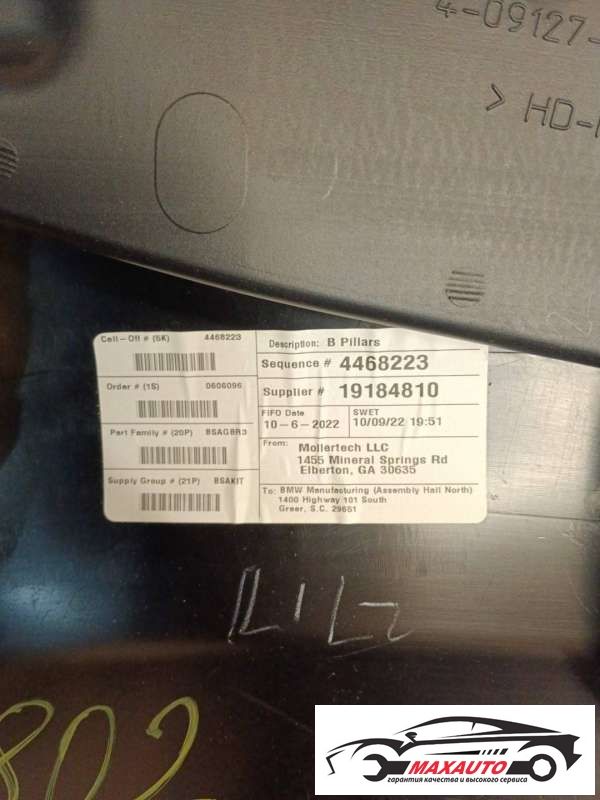 4-09127-
> HD-
Call-Off # (5K) 4468223
Order # (1S) 0606096
Part Family # (20P) BSAGBR3
Supply Group # (21P) BSAKIT
Description: B Pillars
Sequence # 4468223
Supplier # 19184810
FIFO Date
10-6-2022
SWET
10/09/22 19:51
From: Mollertech LLC
1455 Mineral Springs Rd
Elberton, GA 30635
To: BMW Manufacturing (Assembly Hall North)
1400 Highway 101 South
Greer, S.C. 29651
802
MAXAUTO
гарантия качества и высокого сервиса